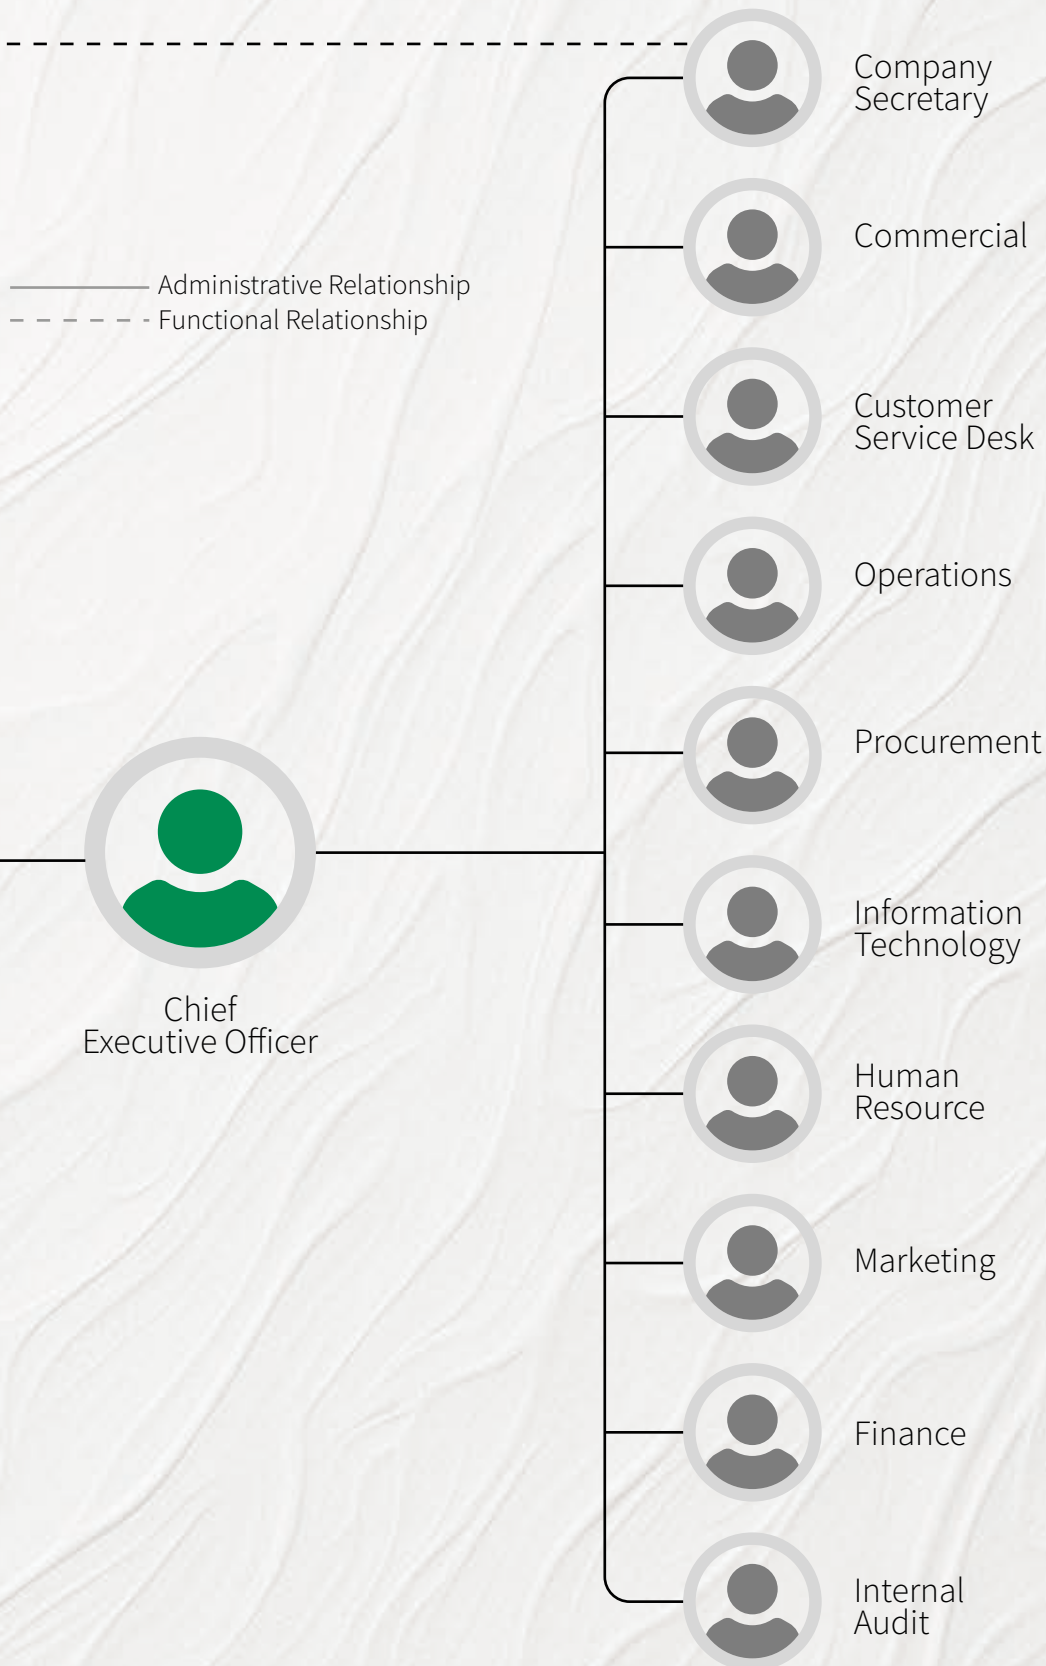 Company
Secretary
Commercial
Administrative Relationship
Functional Relationship
Customer
Service Desk
Operations
Procurement
Information
Technology
Chief
Executive Officer
Human
Resource
Marketing
Finance
Internal
Audit